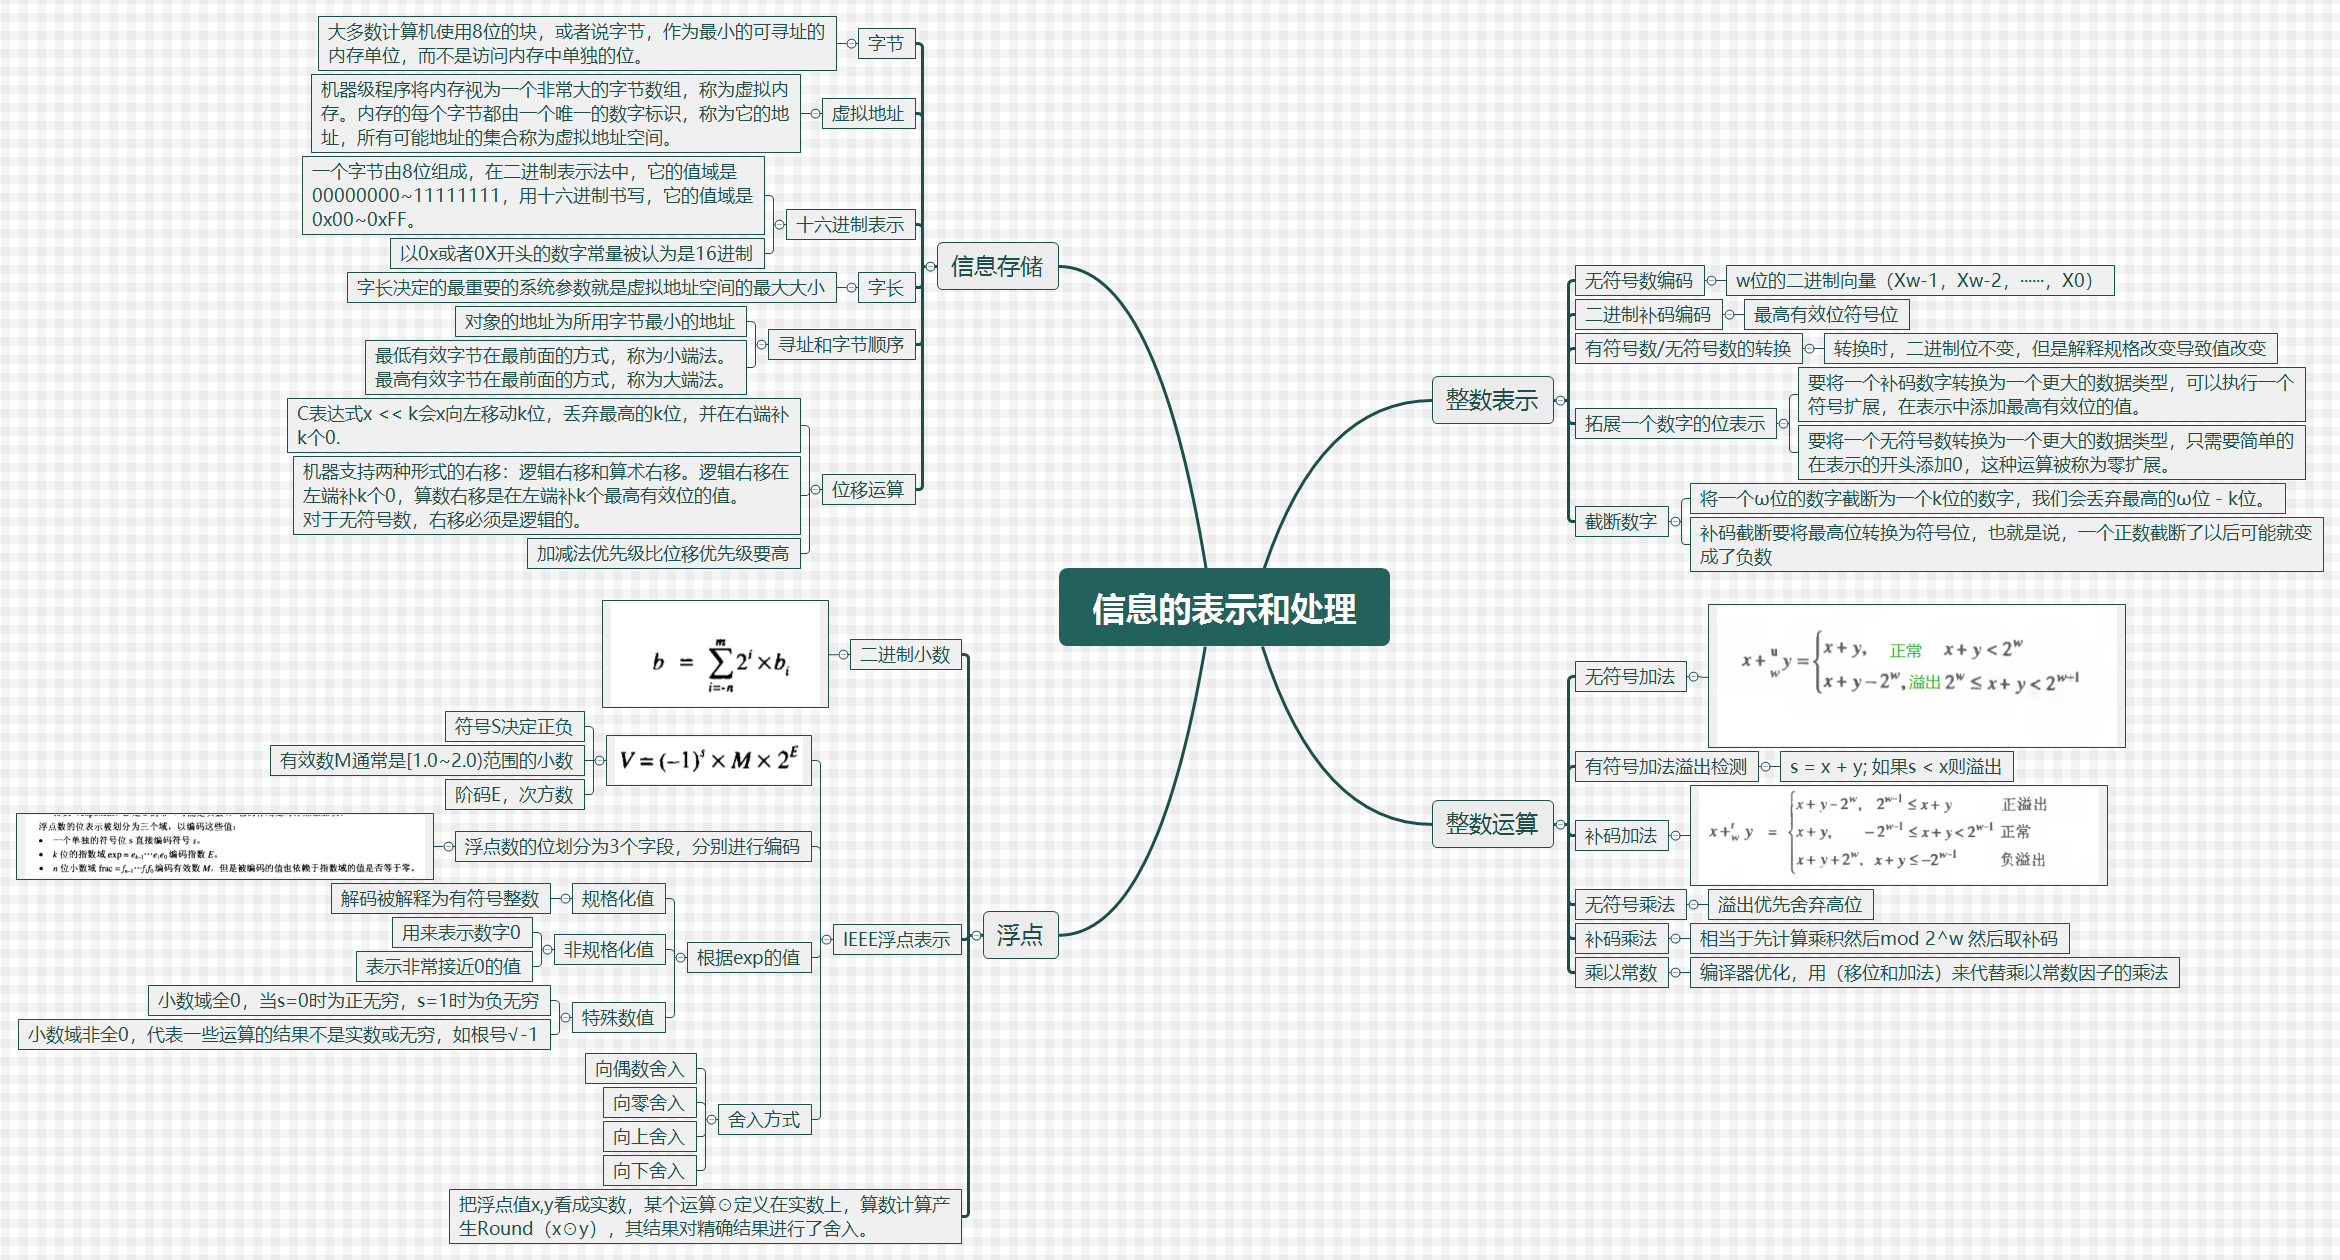 信息的表示和处理
信息存储
字节
大多数计算机使用8位的块，或者说字节，作为最小的可寻址的
内存单位，而不是访问内存中单独的位。
虚拟地址
机器级程序将内存视为一个非常大的字节数组，称为虚拟内
存。内存的每个字节都由一个唯一的数字标识，称为它的地
址，所有可能地址的集合称为虚拟地址空间。
十六进制表示
一个字节由8位组成，在二进制表示法中，它的值域是
00000000~11111111，用十六进制书写，它的值域是
0x00~0xFF。
以0x或者0X开头的数字常量被认为是16进制
字长
字长决定的最重要的系统参数就是虚拟地址空间的最大大小
寻址和字节顺序
对象的地址为所用字节最小的地址
最低有效字节在最前面的方式，称为小端法。
最高有效字节在最前面的方式，称为大端法。
位移运算
C表达式x << k会x向左移动k位，丢弃最高的k位，并在右端补
k个0.
机器支持两种形式的右移：逻辑右移和算术右移。逻辑右移在
左端补k个0，算数右移是在左端补k个最高有效位的值。
对于无符号数，右移必须是逻辑的。
加减法优先级比位移优先级要高
整数表示
无符号数编码
w位的二进制向量（Xw-1，Xw-2，······，X0）
二进制补码编码
最高有效位符号位
有符号数/无符号数的转换
转换时，二进制位不变，但是解释规格改变导致值改变
拓展一个数字的位表示
要将一个补码数字转换为一个更大的数据类型，可以执行一个
符号扩展，在表示中添加最高有效位的值。
要将一个无符号数转换为一个更大的数据类型，只需要简单的
在表示的开头添加0，这种运算被称为零扩展。
截断数字
将一个ω位的数字截断为一个k位的数字，我们会丢弃最高的ω位 - k位。
补码截断要将最高位转换为符号位，也就是说，一个正数截断了以后可能就变
成了负数
整数运算
无符号加法
x +ᵘ_w y = { x + y, 正常 x + y < 2^w
x + y − 2^w, 溢出 2^w ≤ x + y < 2^{w+1}
有符号加法溢出检测
s = x + y; 如果s < x则溢出
补码加法
x +ᵗ_w y = { x + y − 2^w, 2^{w−1} ≤ x + y 正溢出
x + y, −2^{w−1} ≤ x + y < 2^{w−1} 正常
x + y + 2^w, x + y ≤ −2^{w−1} 负溢出
无符号乘法
溢出优先舍弃高位
补码乘法
相当于先计算乘积然后mod 2^w 然后取补码
乘以常数
编译器优化，用（移位和加法）来代替乘以常数因子的乘法
浮点
二进制小数
b = ∑_{i=-n}^{m} 2^i × b_i
IEEE浮点表示
V = (−1)^s × M × 2^E
符号S决定正负
有效数M通常是[1.0~2.0)范围的小数
阶码E，次方数
浮点数的位划分为3个字段，分别进行编码
浮点数的位表示被划分为三个域，以编码这些值：
• 一个单独的符号位 s 直接编码符号 s。
• k 位的指数域 exp = e_{k−1}⋯e_1e_0 编码指数 E。
• n 位小数域 frac = f_{n−1}⋯f_1f_0 编码有效数 M，但是被编码的值也依赖于指数域的值是否等于零。
根据exp的值
规格化值
解码被解释为有符号整数
非规格化值
用来表示数字0
表示非常接近0的值
特殊数值
小数域全0，当s=0时为正无穷，s=1时为负无穷
小数域非全0，代表一些运算的结果不是实数或无穷，如根号√-1
舍入方式
向偶数舍入
向零舍入
向上舍入
向下舍入
把浮点值x,y看成实数，某个运算⊙定义在实数上，算数计算产
生Round（x⊙y），其结果对精确结果进行了舍入。